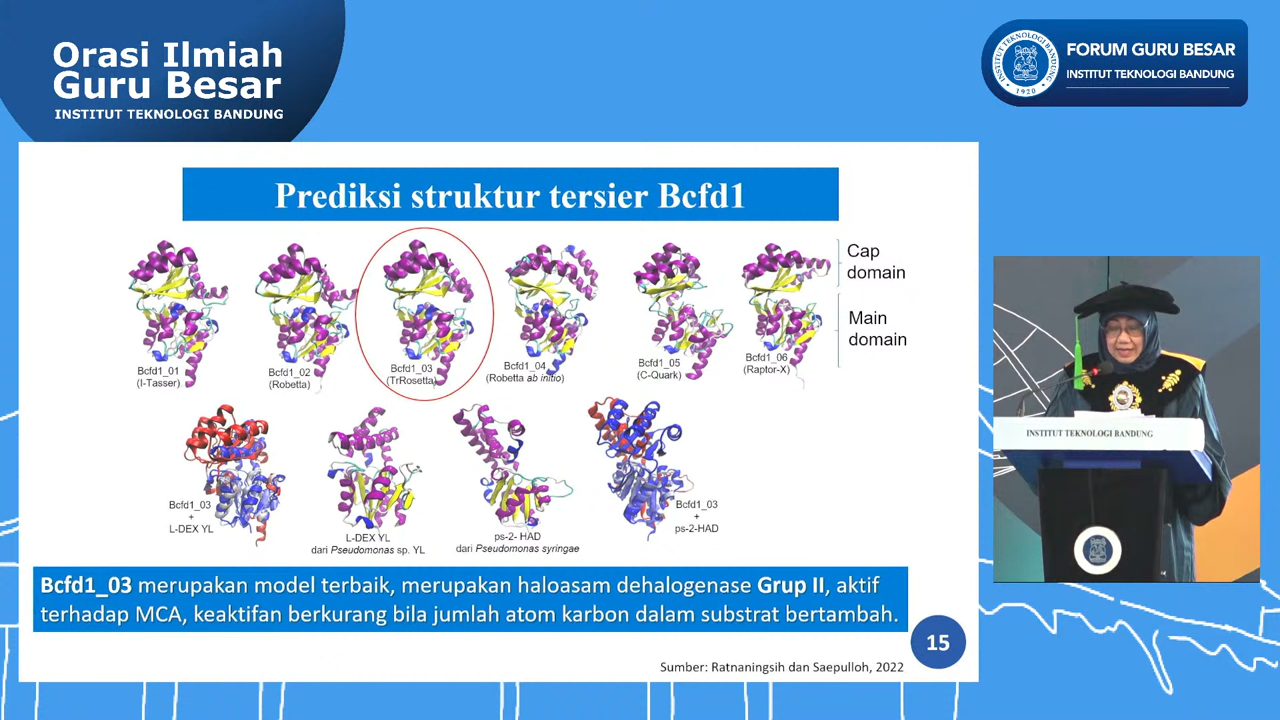 Orasi Ilmiah
Guru Besar
INSTITUT TEKNOLOGI BANDUNG
INSTITUT TEKNOLOGI BANDUNG
1920
FORUM GURU BESAR
INSTITUT TEKNOLOGI BANDUNG
Prediksi struktur tersier Bcfd1
Cap
domain
Main
domain
Bcfd1_01
(I-Tasser)
Bcfd1_02
(Robetta)
Bcfd1_03
(TrRosetta)
Bcfd1_04
(Robetta ab initio)
Bcfd1_05
(C-Quark)
Bcfd1_06
(Raptor-X)
Bcfd1_03
+
L-DEX YL
L-DEX YL
dari Pseudomonas sp. YL
ps-2- HAD
dari Pseudomonas syringae
Bcfd1_03
+
ps-2-HAD
Bcfd1_03 merupakan model terbaik, merupakan haloasam dehalogenase Grup II, aktif
terhadap MCA, keaktifan berkurang bila jumlah atom karbon dalam substrat bertambah.
15
Sumber: Ratnaningsih dan Saepulloh, 2022
INSTITUT TEKNOLOGI BANDUNG